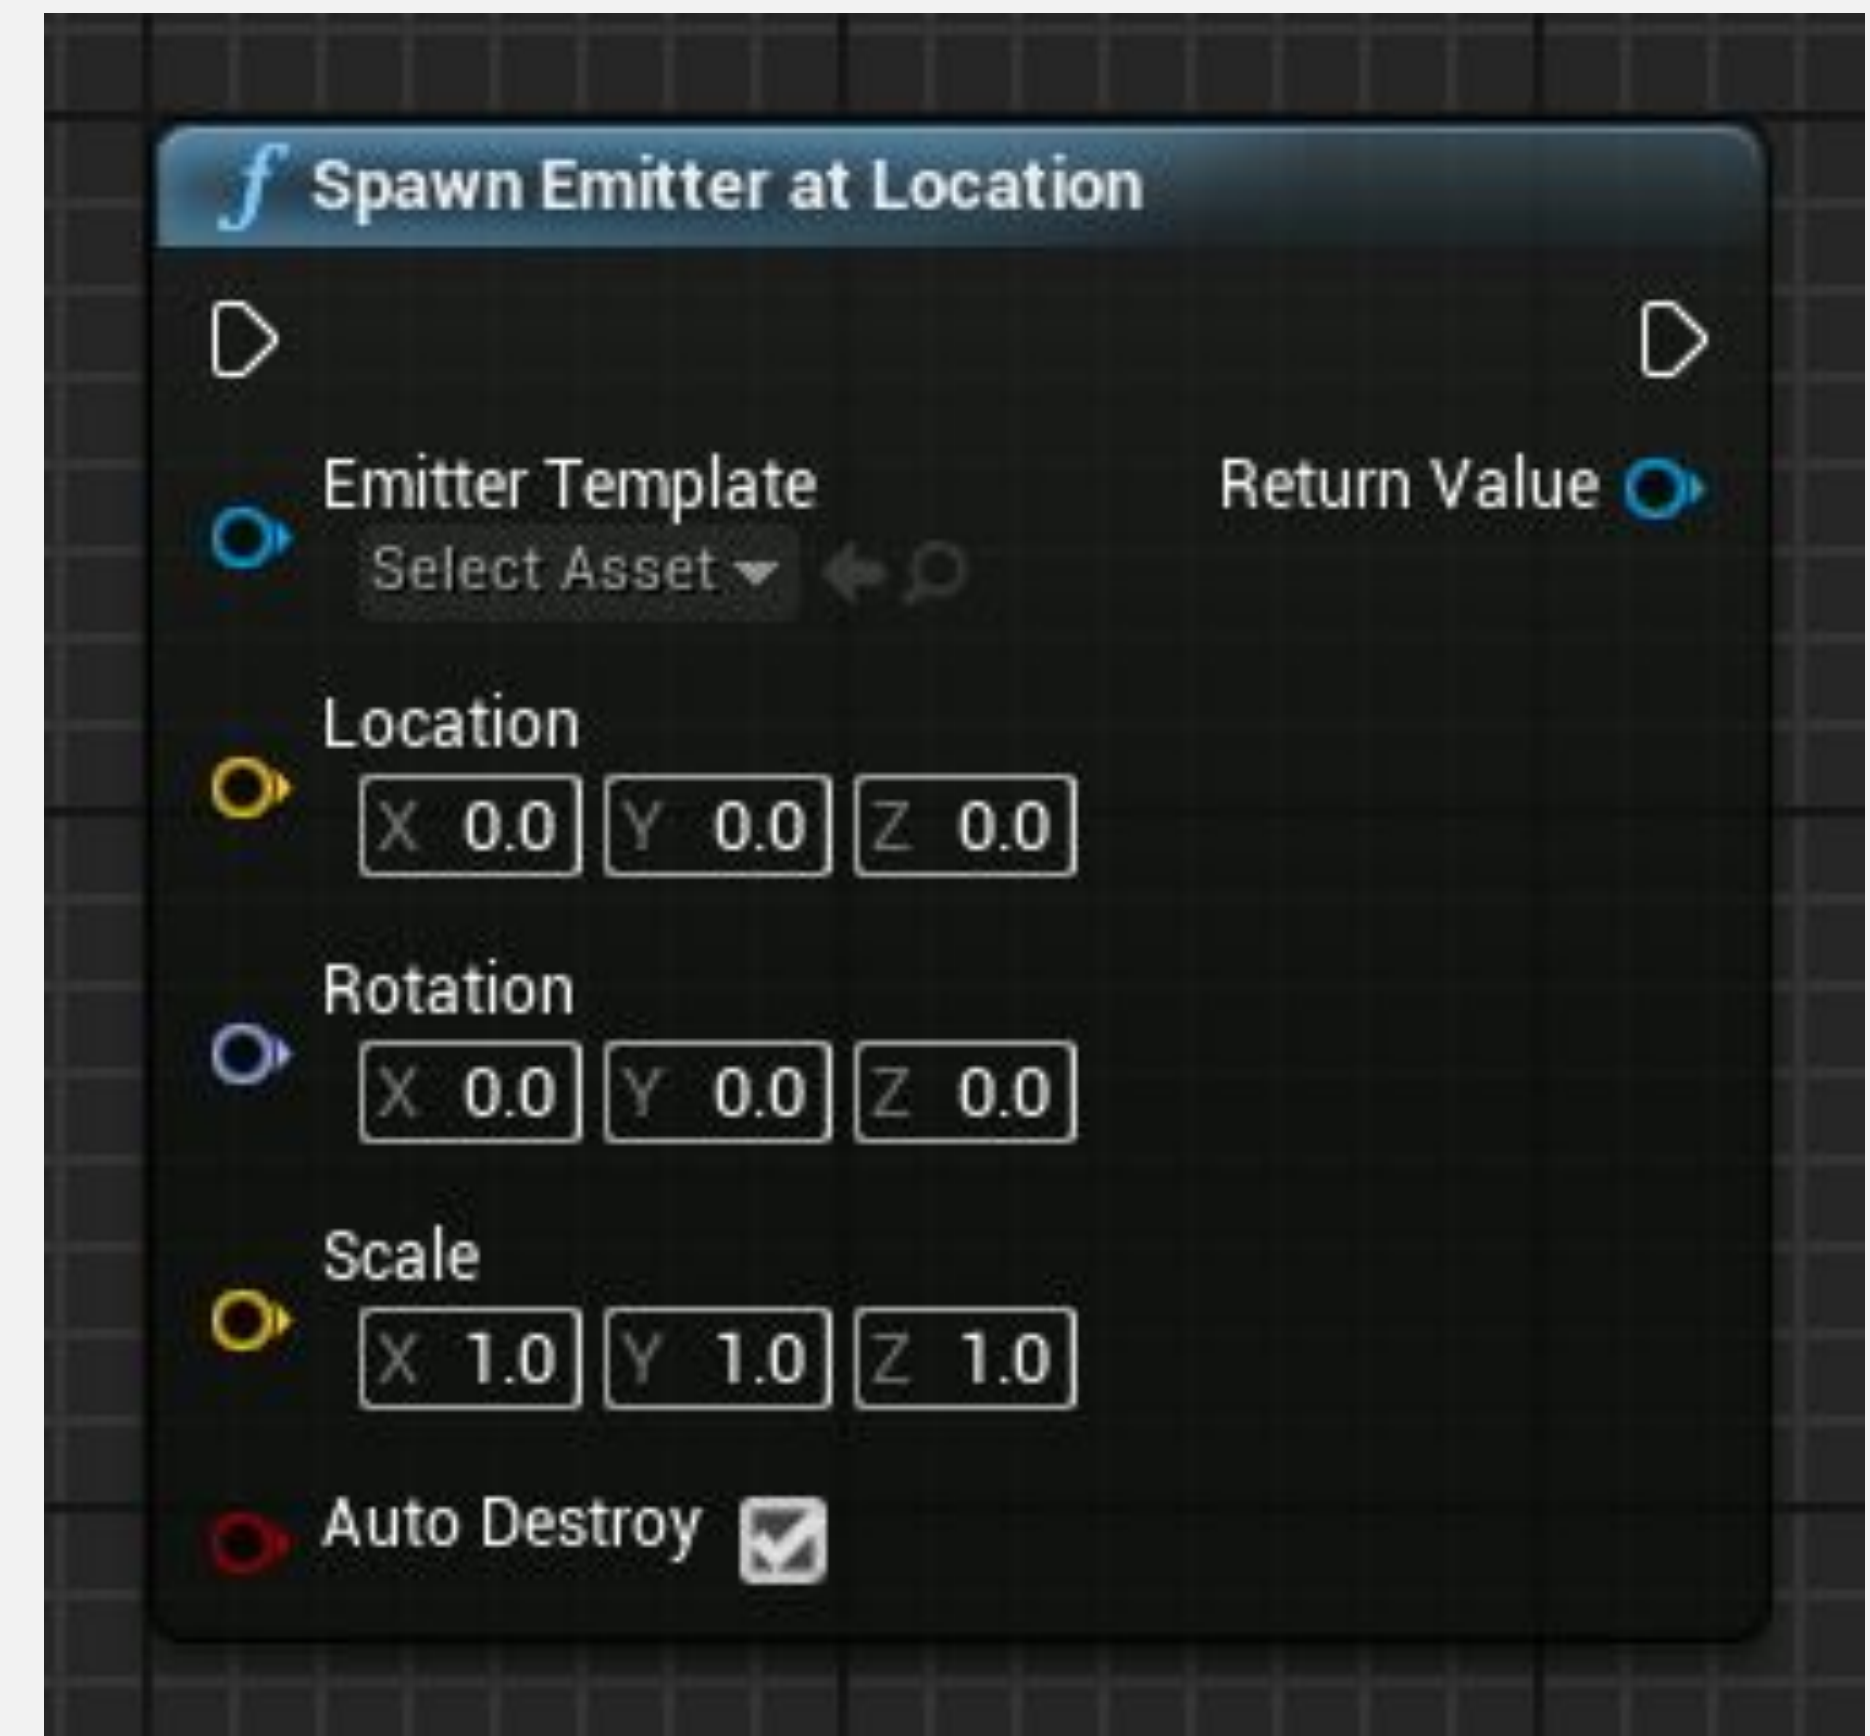 f Spawn Emitter at Location
Emitter Template
Return Value
Select Asset
Location
X 0.0 Y 0.0 Z 0.0
Rotation
X 0.0 Y 0.0 Z 0.0
Scale
X 1.0 Y 1.0 Z 1.0
Auto Destroy